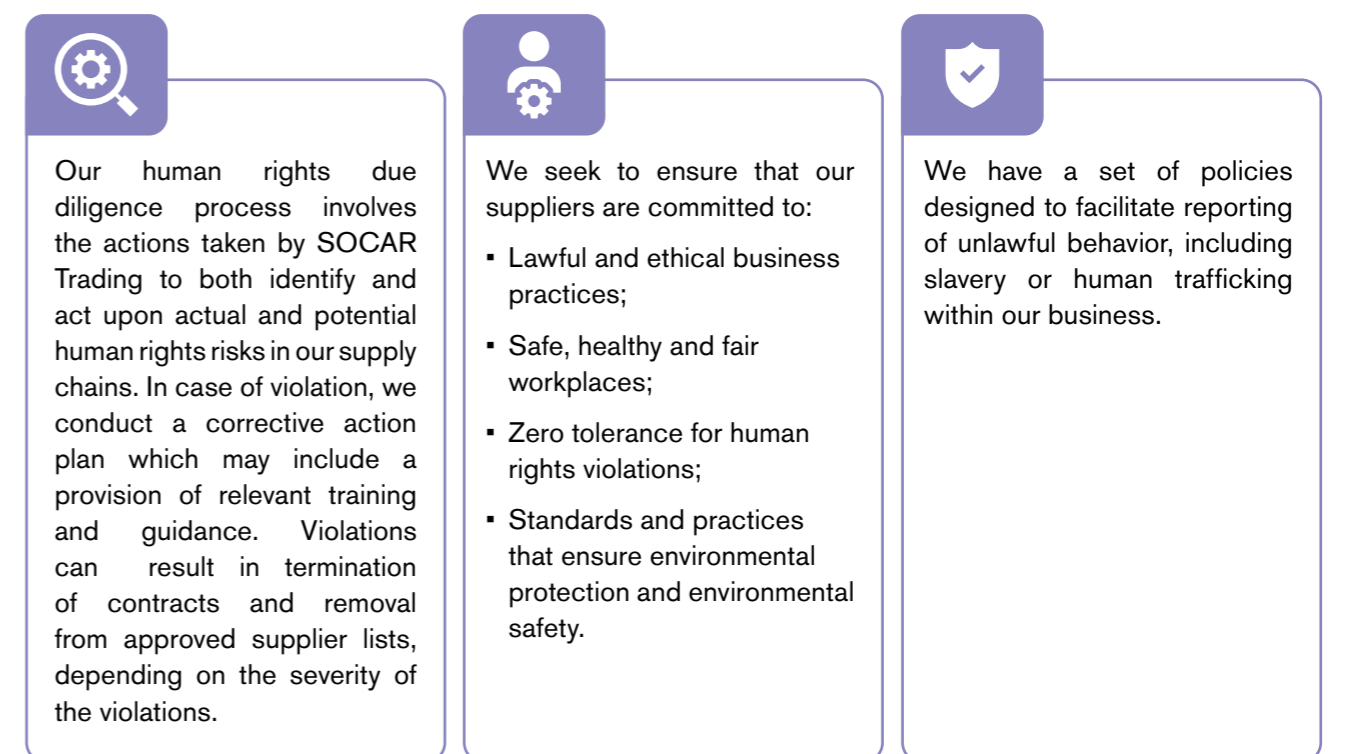 Our human rights due
diligence process involves
the actions taken by SOCAR
Trading to both identify and
act upon actual and potential
human rights risks in our supply
chains. In case of violation, we
conduct a corrective action
plan which may include a
provision of relevant training
and guidance. Violations
can result in termination
of contracts and removal
from approved supplier lists,
depending on the severity of
the violations.
We seek to ensure that our
suppliers are committed to:
▪ Lawful and ethical business
practices;
▪ Safe, healthy and fair
workplaces;
▪ Zero tolerance for human
rights violations;
▪ Standards and practices
that ensure environmental
protection and environmental
safety.
We have a set of policies
designed to facilitate reporting
of unlawful behavior, including
slavery or human trafficking
within our business.